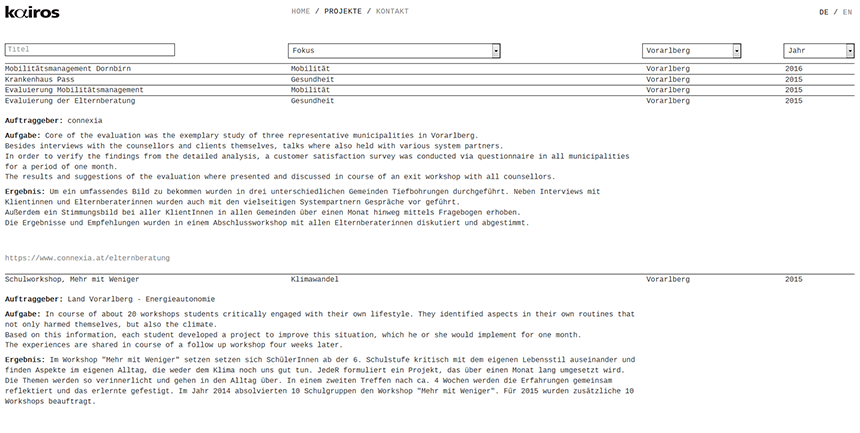 kairos
HOME / PROJEKTE / KONTAKT
DE / EN
Titel
Fokus
Vorarlberg
Jahr
Mobilitätsmanagement Dornbirn Mobilität Vorarlberg 2016
Krankenhaus Pass Gesundheit Vorarlberg 2015
Evaluierung Mobilitätsmanagement Mobilität Vorarlberg 2015
Evaluierung der Elternberatung Gesundheit Vorarlberg 2015
Auftraggeber: connexia
Aufgabe: Core of the evaluation was the exemplary study of three representative municipalities in Vorarlberg.
Besides interviews with the counsellors and clients themselves, talks where also held with various system partners.
In order to verify the findings from the detailed analysis, a customer satisfaction survey was conducted via questionnaire in all municipalities
for a period of one month.
The results and suggestions of the evaluation where presented and discussed in course of an exit workshop with all counsellors.
Ergebnis: Um ein umfassendes Bild zu bekommen wurden in drei unterschiedlichen Gemeinden Tiefbohrungen durchgeführt. Neben Interviews mit
Klientinnen und Elternberaterinnen wurden auch mit den vielseitigen Systempartnern Gespräche vor geführt.
Außerdem ein Stimmungsbild bei aller KlientInnen in allen Gemeinden über einen Monat hinweg mittels Fragebogen erhoben.
Die Ergebnisse und Empfehlungen wurden in einem Abschlussworkshop mit allen Elternberaterinnen diskutiert und abgestimmt.
https://www.connexia.at/elternberatung
Schulworkshop, Mehr mit Weniger Klimawandel Vorarlberg 2015
Auftraggeber: Land Vorarlberg - Energieautonomie
Aufgabe: In course of about 20 workshops students critically engaged with their own lifestyle. They identified aspects in their own routines that
not only harmed themselves, but also the climate.
Based on this information, each student developed a project to improve this situation, which he or she would implement for one month.
The experiences are shared in course of a follow up workshop four weeks later.
Ergebnis: Im Workshop "Mehr mit Weniger" setzen setzen sich SchülerInnen ab der 6. Schulstufe kritisch mit dem eigenen Lebensstil auseinander und
finden Aspekte im eigenen Alltag, die weder dem Klima noch uns gut tun. JedeR formuliert ein Projekt, das über einen Monat lang umgesetzt wird.
Die Themen werden so verinnerlicht und gehen in den Alltag über. In einem zweiten Treffen nach ca. 4 Wochen werden die Erfahrungen gemeinsam
reflektiert und das erlernte gefestigt. Im Jahr 2014 absolvierten 10 Schulgruppen den Workshop "Mehr mit Weniger". Für 2015 wurden zusätzliche 10
Workshops beauftragt.